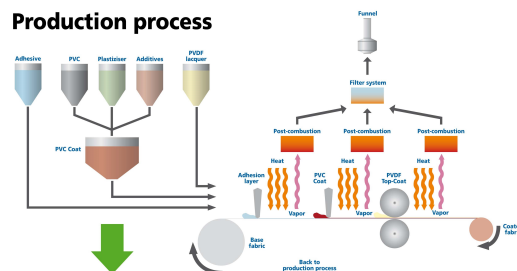 Production process
Funnel
Adhesive
PVC
Plastiziser
Additives
PVDF
lacquer
Filter system
Post-combustion
Post-combustion
Post-combustion
PVC Coat
Heat
Heat
Heat
Adhesion
layer
PVC
Coat
PVDF
Top-Coat
Vapor
Vapor
Vapor
Base
fabric
Coate
fabr
Back to
production process